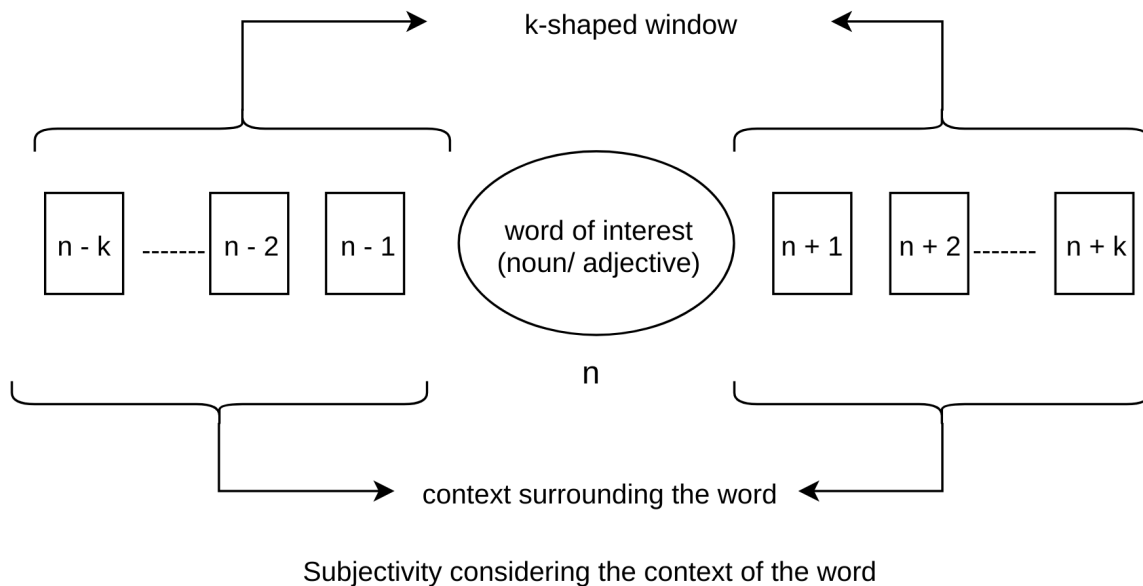 k-shaped window
n - k -------- n - 2 n - 1 word of interest n + 1 n + 2 -------- n + k
(noun/ adjective)
n
context surrounding the word
Subjectivity considering the context of the word